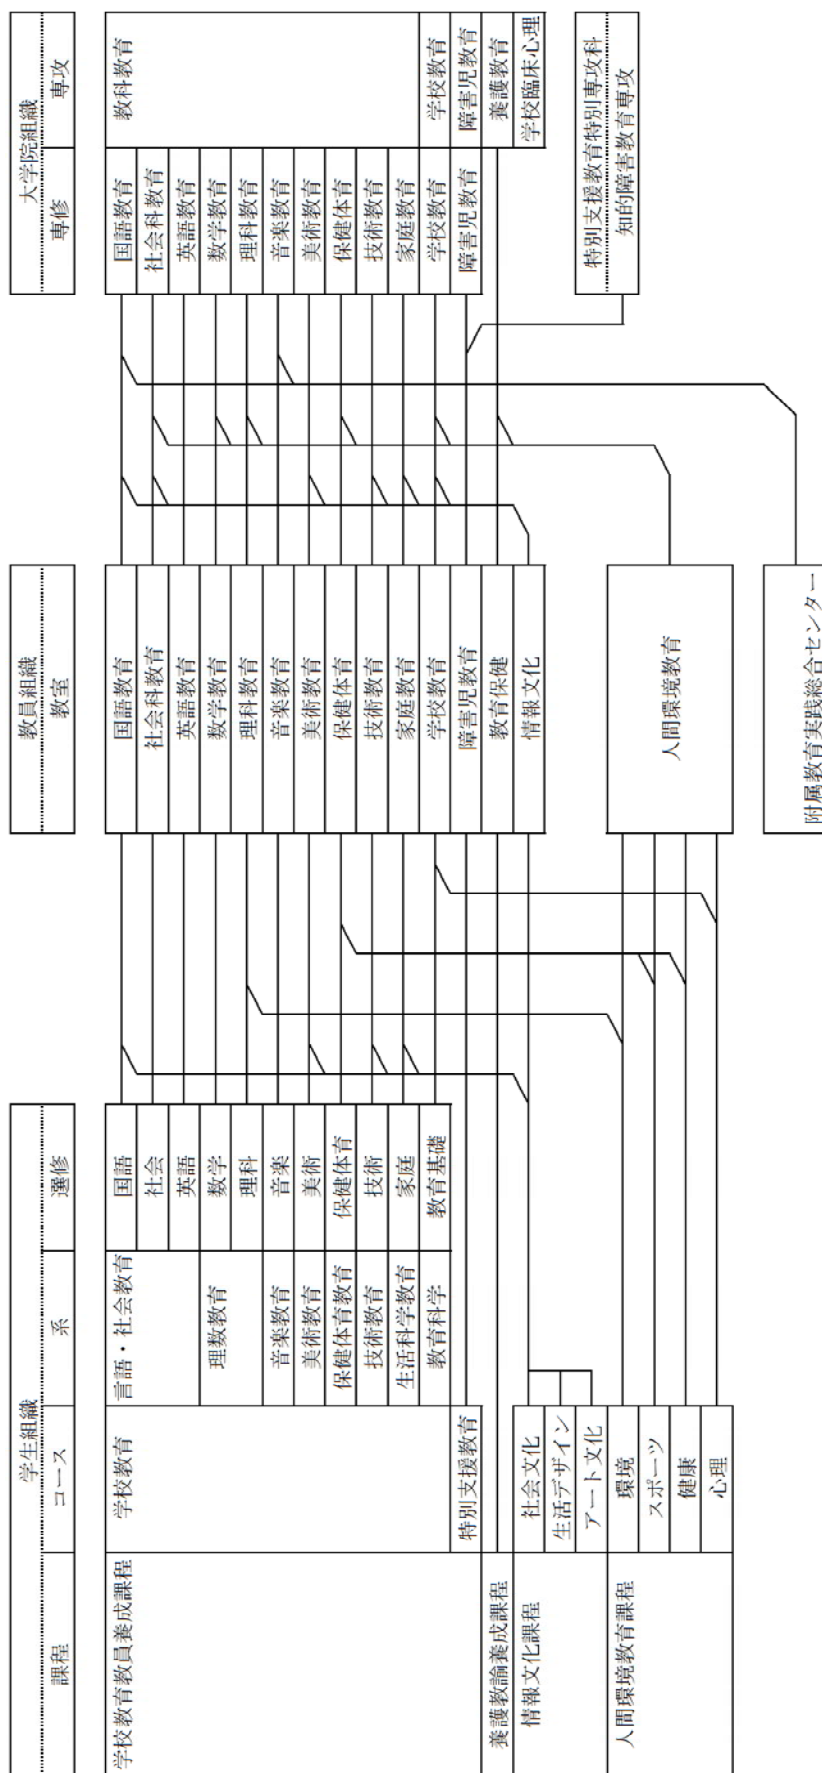 学生組織
課程
コース
系
選修
学校教育教員養成課程
学校教育
言語・社会教育
国語
社会
英語
理数教育
数学
理科
音楽教育
音楽
美術教育
美術
保健体育教育
保健体育
技術教育
技術
生活科学教育
家庭
教育科学
教育基礎
特別支援教育
養護教諭養成課程
情報文化課程
社会文化
生活デザイン
アート文化
人間環境教育課程
環境
スポーツ
健康
心理
教員組織
教室
国語教育
社会科教育
英語教育
数学教育
理科教育
音楽教育
美術教育
保健体育
技術教育
家庭教育
学校教育
障害児教育
教育保健
情報文化
人間環境教育
附属教育実践総合センター
大学院組織
専修
専攻
国語教育
社会科教育
英語教育
数学教育
理科教育
音楽教育
美術教育
保健体育
技術教育
家庭教育
学校教育
障害児教育
教科教育
学校教育
障害児教育
養護教育
学校臨床心理
特別支援教育特別専攻科
知的障害教育専攻